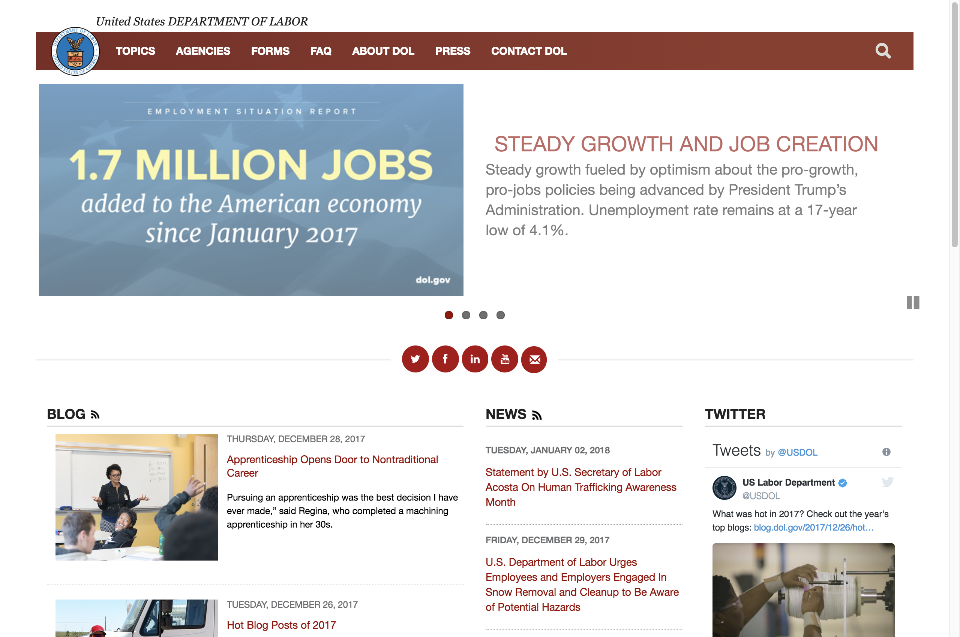 United States DEPARTMENT OF LABOR
TOPICS AGENCIES FORMS FAQ ABOUT DOL PRESS CONTACT DOL
EMPLOYMENT SITUATION REPORT
1.7 MILLION JOBS
added to the American economy
since January 2017
dol.gov
STEADY GROWTH AND JOB CREATION
Steady growth fueled by optimism about the pro-growth,
pro-jobs policies being advanced by President Trump's
Administration. Unemployment rate remains at a 17-year
low of 4.1%.
BLOG
THURSDAY, DECEMBER 28, 2017
Apprenticeship Opens Door to Nontraditional
Career
Pursuing an apprenticeship was the best decision I have
ever made," said Regina, who completed a machining
apprenticeship in her 30s.
TUESDAY, DECEMBER 26, 2017
Hot Blog Posts of 2017
NEWS
TUESDAY, JANUARY 02, 2018
Statement by U.S. Secretary of Labor
Acosta On Human Trafficking Awareness
Month
FRIDAY, DECEMBER 29, 2017
U.S. Department of Labor Urges
Employees and Employers Engaged In
Snow Removal and Cleanup to Be Aware
of Potential Hazards
TWITTER
Tweets by @USDOL
US Labor Department
@USDOL
What was hot in 2017? Check out the year's
top blogs: blog.dol.gov/2017/12/26/hot…